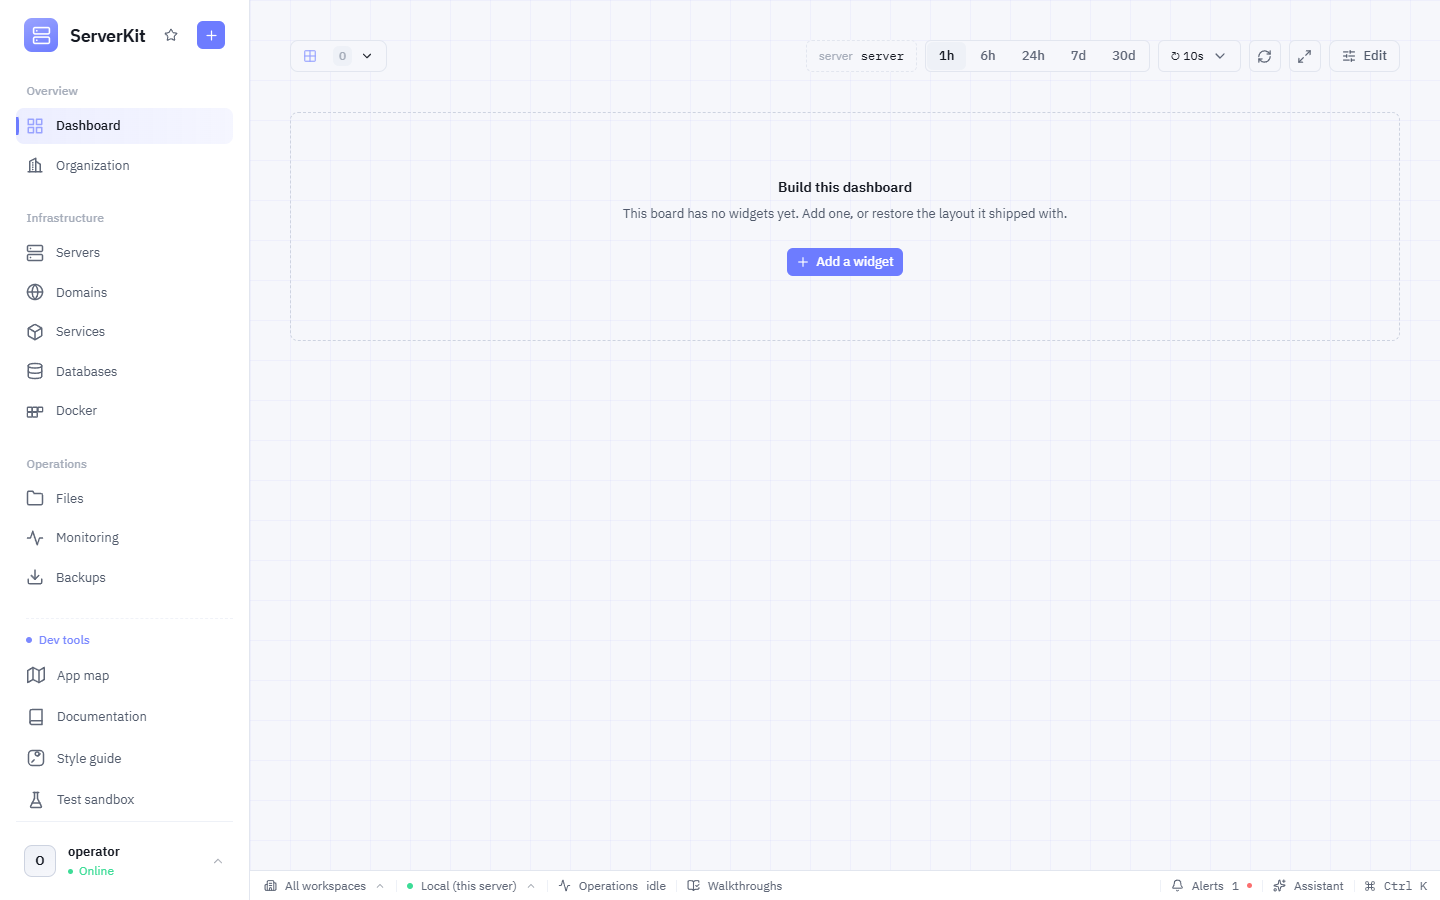 ServerKit
Overview
Dashboard
Organization
Infrastructure
Servers
Domains
Services
Databases
Docker
Operations
Files
Monitoring
Backups
Dev tools
App map
Documentation
Style guide
Test sandbox
O
operator
Online
0
server server
1h 6h 24h 7d 30d
10s
Edit
Build this dashboard
This board has no widgets yet. Add one, or restore the layout it shipped with.
Add a widget
All workspaces
Local (this server)
Operations idle
Walkthroughs
Alerts 1
Assistant
⌘ Ctrl K